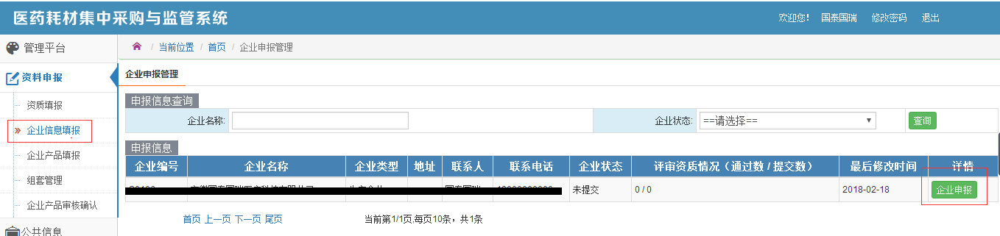 医药耗材集中采购与监管系统 欢迎您! 国泰国瑞 修改密码 退出
管理平台
/ 当前位置 / 首页 / 企业申报管理
资料申报
企业申报管理
资质填报
申报信息查询
企业名称: 企业状态: ==请选择== 查询
企业信息填报
申报信息
企业产品填报
企业编号 企业名称 企业类型 地址 联系人 联系电话 企业状态 评审资质情况(通过数 / 提交数) 最后修改时间 详情
组套管理
未提交 0 / 0 2018-02-18 企业申报
企业产品审核确认
首页 上一页 下一页 尾页 当前第1/1页,每页10条，共1条
公共信息